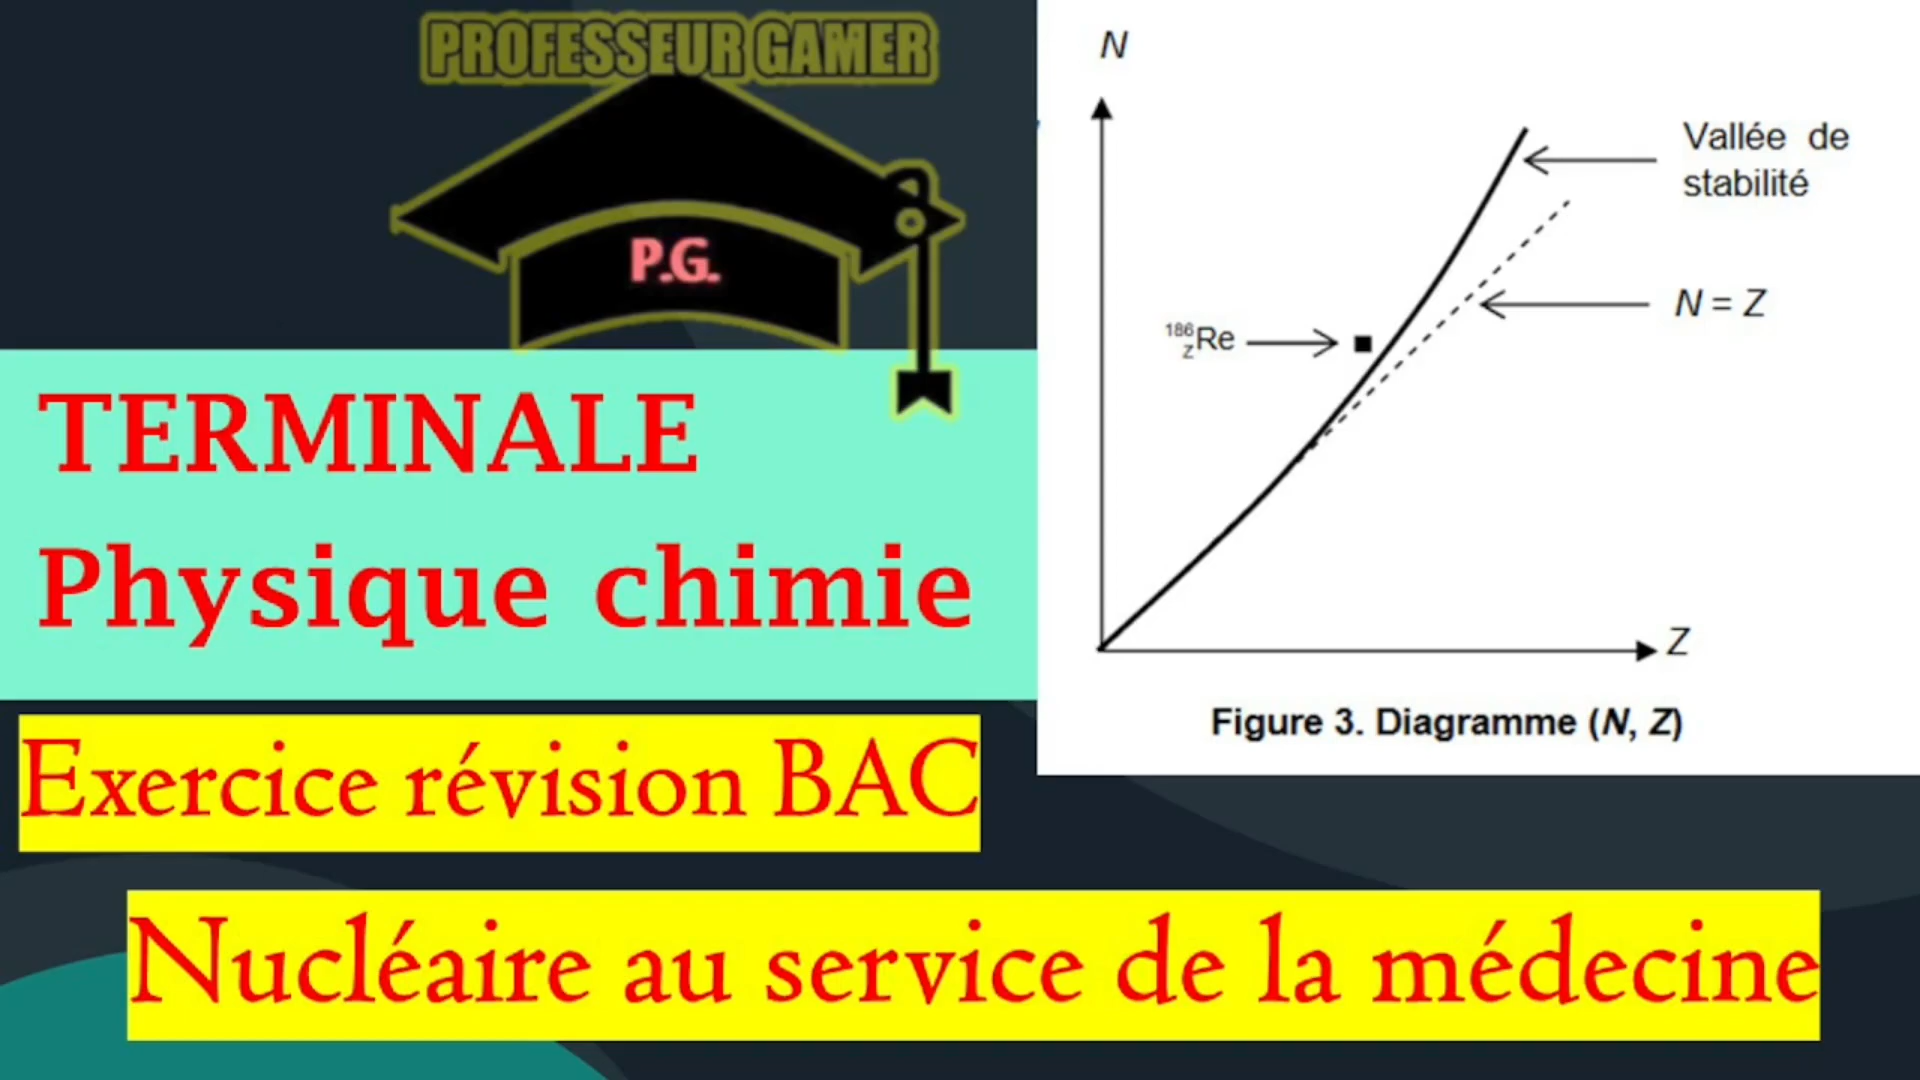 PROFESSEUR GAMER
P.G.
TERMINALE
Physique chimie
Exercice révision BAC
Nucléaire au service de la médecine
N
Vallée de
stabilité
N = Z
186
Z Re
Z
Figure 3. Diagramme (N, Z)